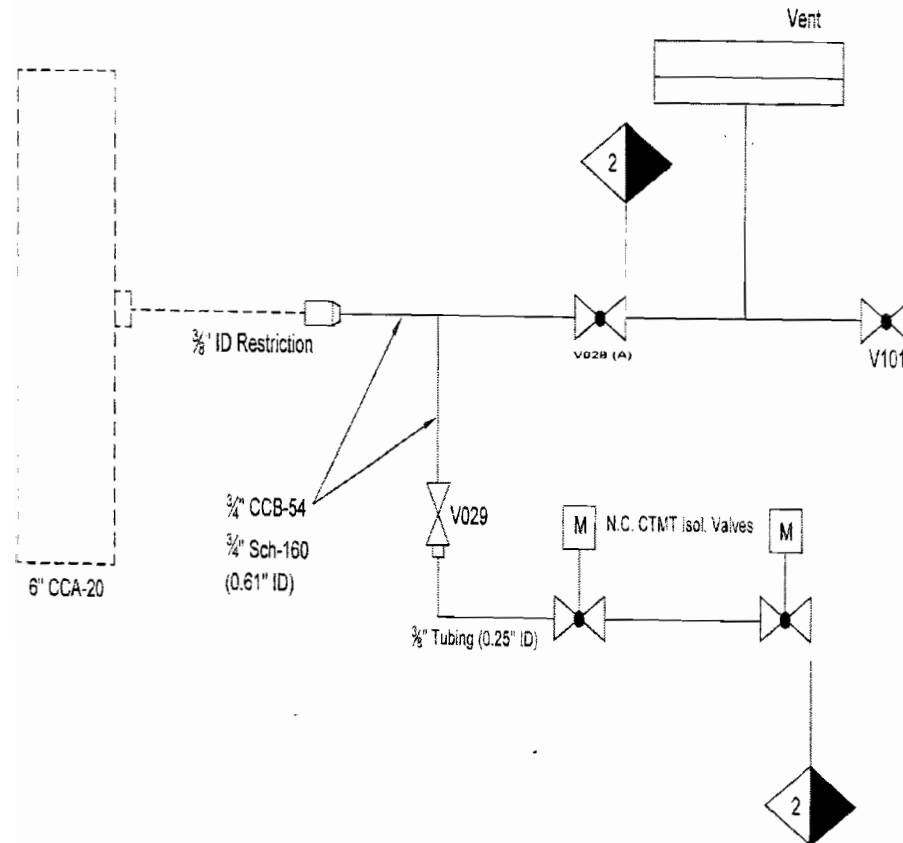 Vent
2
⅜" ID Restriction
V028 (A)
V101
¾" CCB-54
¾" Sch-160
(0.61" ID)
V029
M
N.C. CTMT Isol. Valves
M
6" CCA-20
⅜" Tubing (0.25" ID)
2